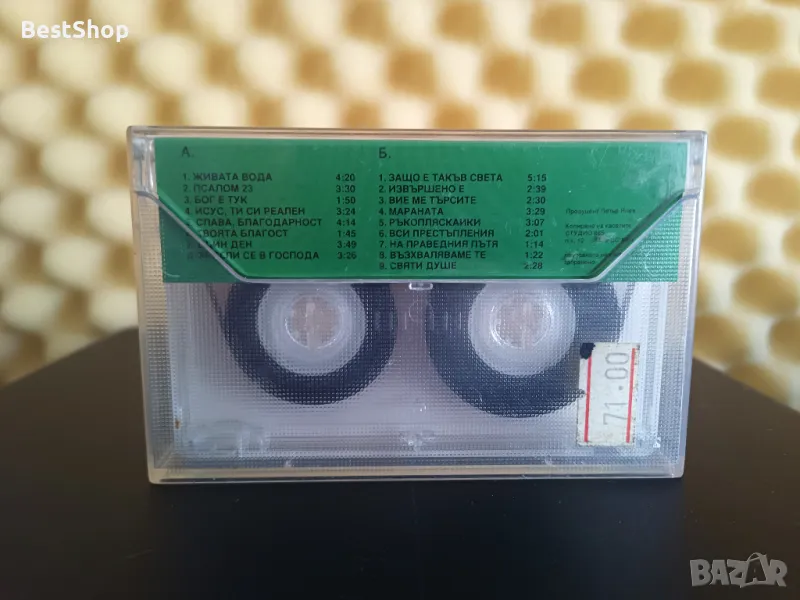 BestShop
А.
1. ЖИВАТА ВОДА 4:20
2. ПСАЛОМ 23 3:30
3. БОГ Е ТУК 1:50
4. ИСУС, ТИ СИ РЕАЛЕН 3:24
5. СЛАВА, БЛАГОДАРНОСТ 4:14
БЛАГОСТ 1:45
ДЕН 3:49
СЕ В ГОСПОДА 3:26
Б.
1. ЗАЩО Е ТАКЪВ СВЕТА 5:15
2. ИЗВЪРШЕНО Е 2:39
3. ВИЕ МЕ ТЪРСИТЕ 2:30
4. МАРАНАТА 3:29
5. РЪКОПЛЯСКАЙКИ 3:07
6. ВСИ ПРЕСТЪПЛЕНИЯ 2:01
7. НА ПРАВЕДНИЯ ПЪТЯ 1:14
8. ВЪЗХВАЛЯВАМЕ ТЕ 1:22
9. СВЯТИ ДУШЕ 2:28
71.00
BAZAR